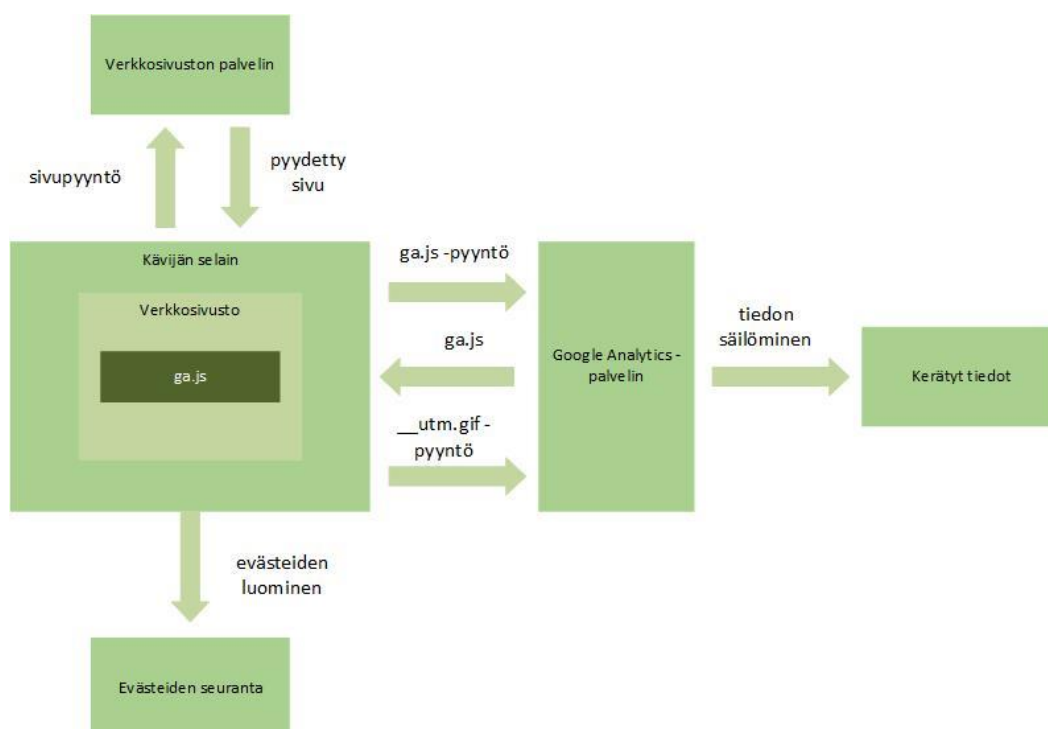 Verkkosivuston palvelin
sivupyyntö
pyydetty
sivu
Kävijän selain
Verkkosivusto
ga.js
ga.js -pyyntö
ga.js
__utm.gif -
pyyntö
Google Analytics -
palvelin
tiedon
säilöminen
Kerätyt tiedot
evästeiden
luominen
Evästeiden seuranta